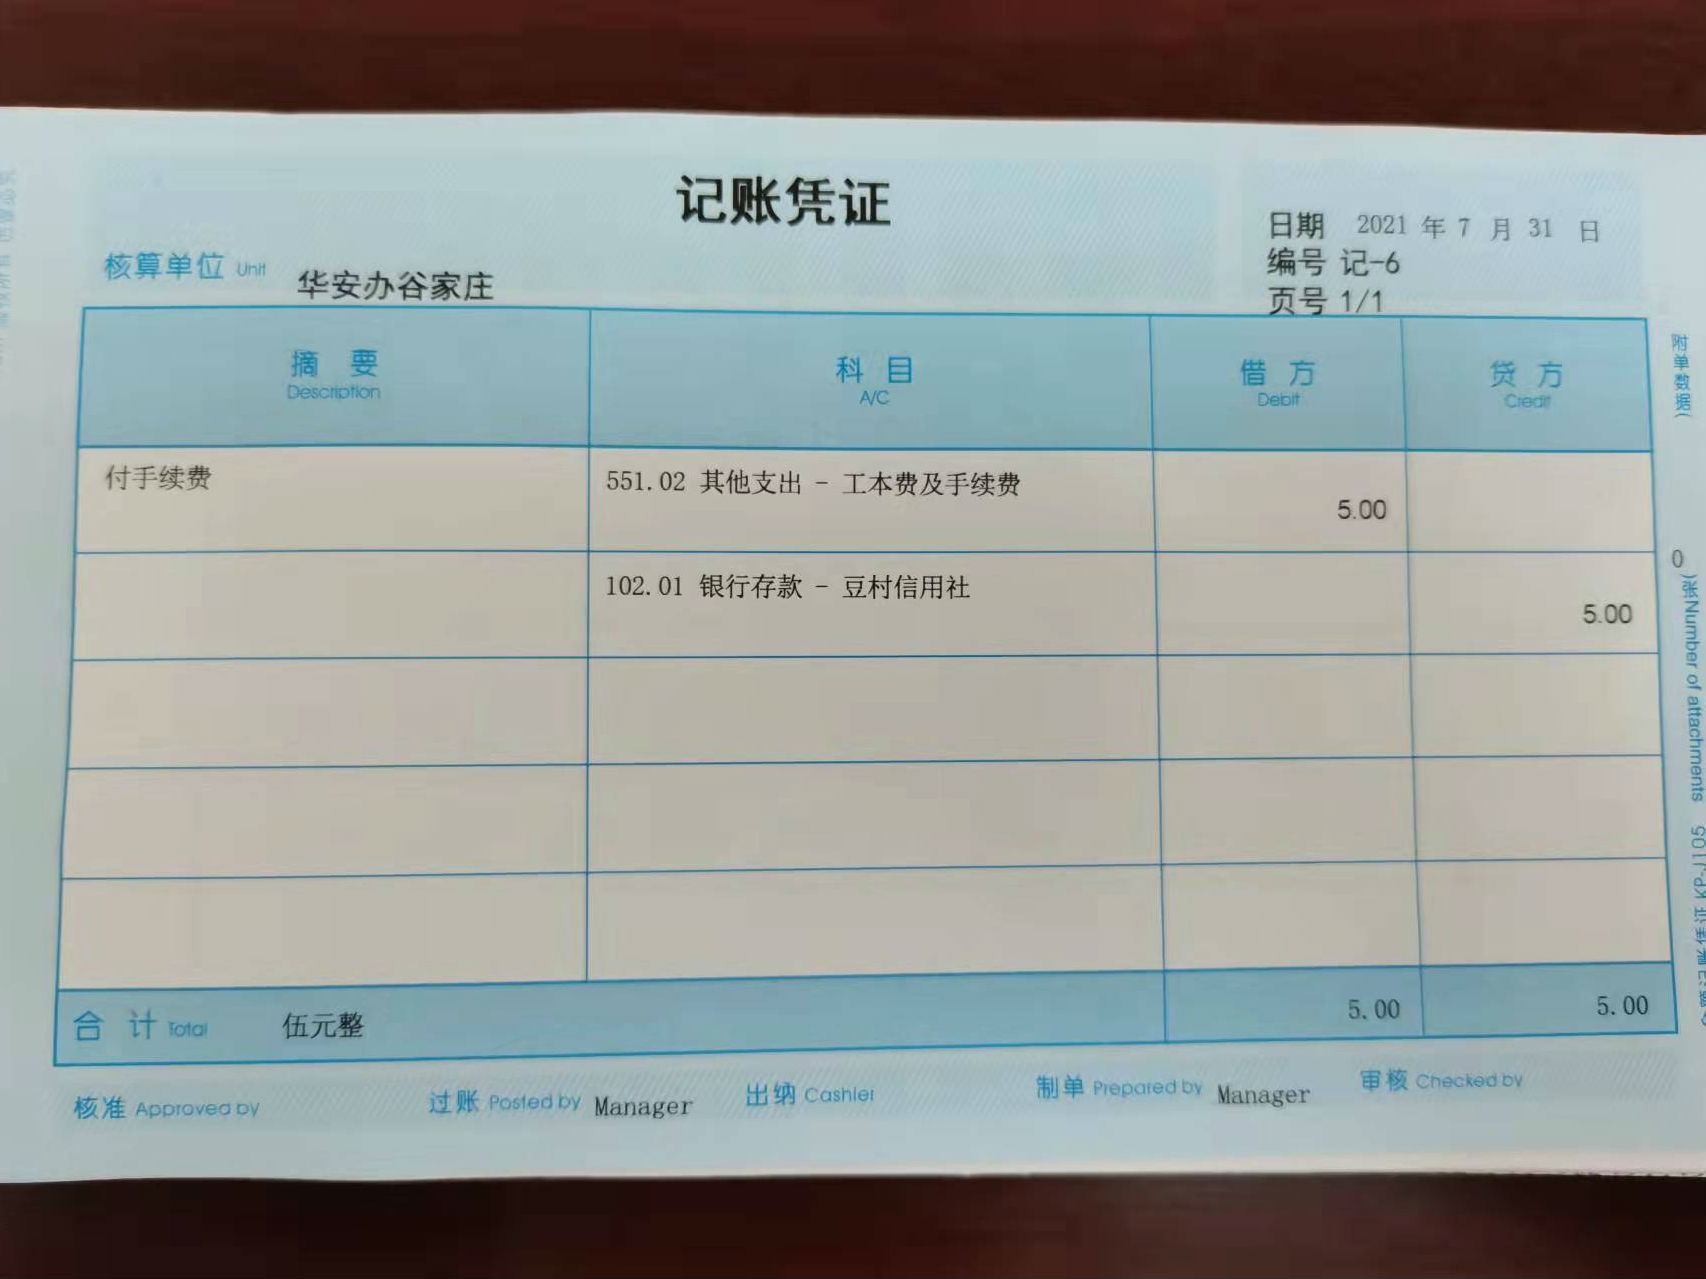 记账凭证
日期 2021 年 7 月 31 日
核算单位 Unit 华安办谷家庄
编号 记-6
页号 1/1
摘要 科目 借方 贷方
Description A/C Debit Credit
付手续费 551.02 其他支出 - 工本费及手续费 5.00
102.01 银行存款 - 豆村信用社 5.00
合计 Total 伍元整 5.00 5.00
核准 Approved by 过账 Posted by Manager 出纳 Cashier 制单 Prepared by Manager 审核 Checked by
附单数据( 0 )张Number of attachments